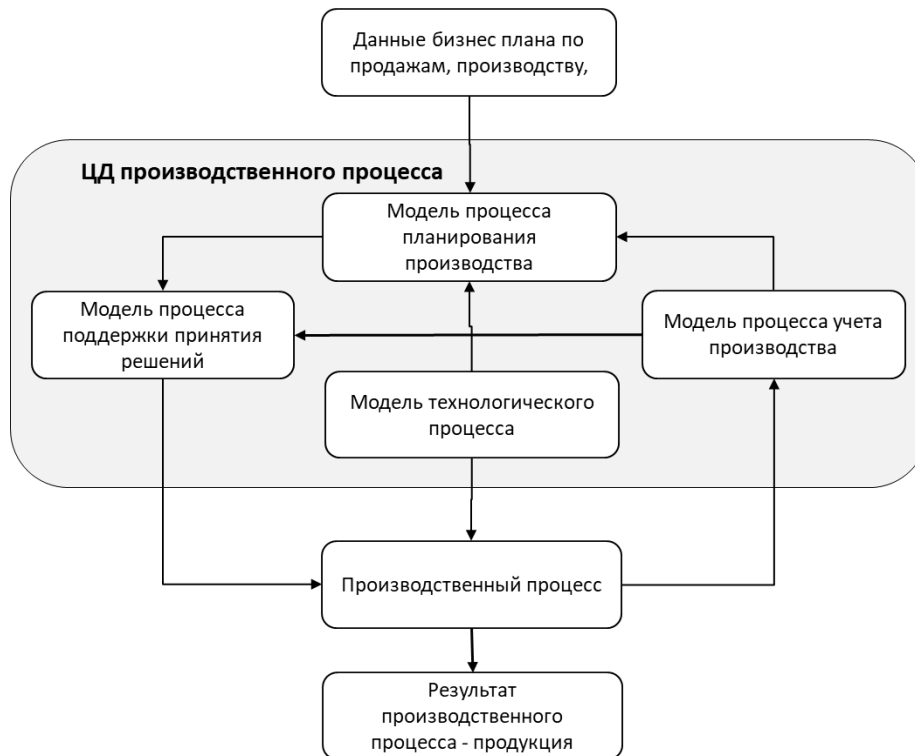 Данные бизнес плана по
продажам, производству,
ЦД производственного процесса
Модель процесса
планирования
производства
Модель процесса
поддержки принятия
решений
Модель процесса учета
производства
Модель технологического
процесса
Производственный процесс
Результат
производственного
процесса - продукция